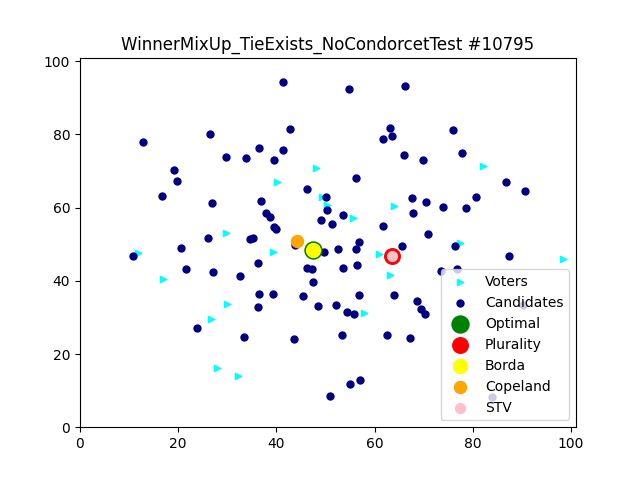 WinnerMixUp_TieExists_NoCondorcetTest #10795
100
80
60
40
20
0
0 20 40 60 80 100
Voters
Candidates
Optimal
Plurality
Borda
Copeland
STV